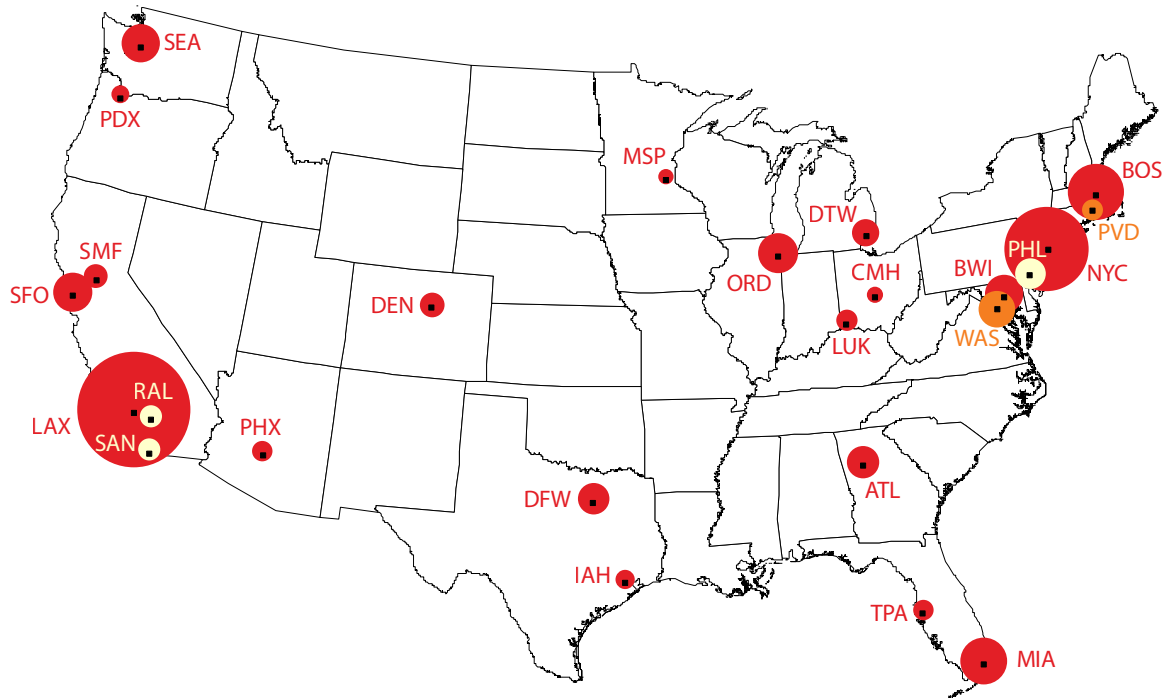 SEA
PDX
MSP
BOS
DTW
PVD
SMF
PHL
SFO
ORD
CMH
BWI
NYC
DEN
WAS
LUK
RAL
LAX
PHX
SAN
ATL
DFW
IAH
TPA
MIA